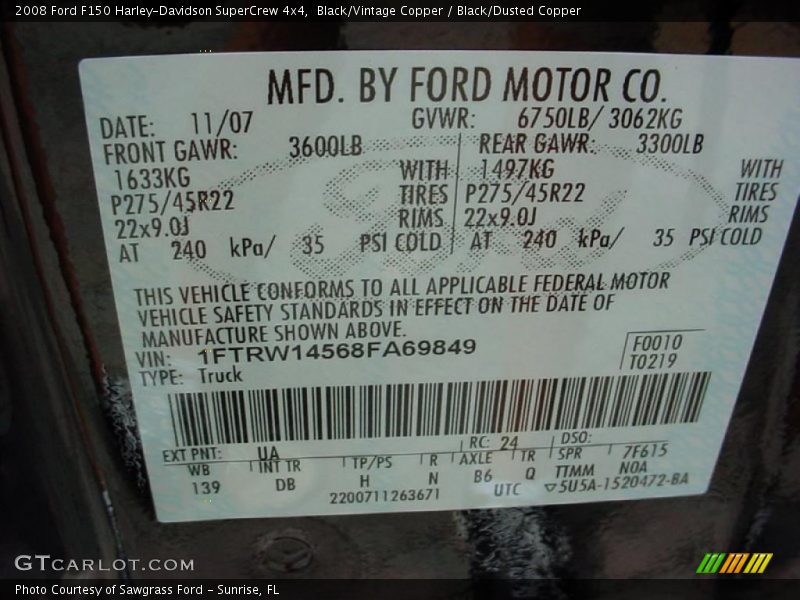 2008 Ford F150 Harley-Davidson SuperCrew 4x4, Black/Vintage Copper / Black/Dusted Copper
MFD. BY FORD MOTOR CO.
DATE: 11/07 GVWR: 6750LB/ 3062KG
FRONT GAWR: 3600LB REAR GAWR: 3300LB
1633KG WITH 1497KG WITH
P275/45R22 TIRES P275/45R22 TIRES
22x9.0J RIMS 22x9.0J RIMS
AT 240 kPa/ 35 PSI COLD AT 240 kPa/ 35 PSI COLD
THIS VEHICLE CONFORMS TO ALL APPLICABLE FEDERAL MOTOR
VEHICLE SAFETY STANDARDS IN EFFECT ON THE DATE OF
MANUFACTURE SHOWN ABOVE.
VIN: 1FTRW14568FA69849 F0010
TYPE: Truck T0219
EXT PNT: UA RC: 24 DSO:
WB INT TR TP/PS R AXLE TR SPR 7F615
139 DB H N B6 Q TTMM N0A
2200711263671 UTC ▽5U5A-1520472-BA
GTCARLOT.COM
Photo Courtesy of Sawgrass Ford - Sunrise, FL